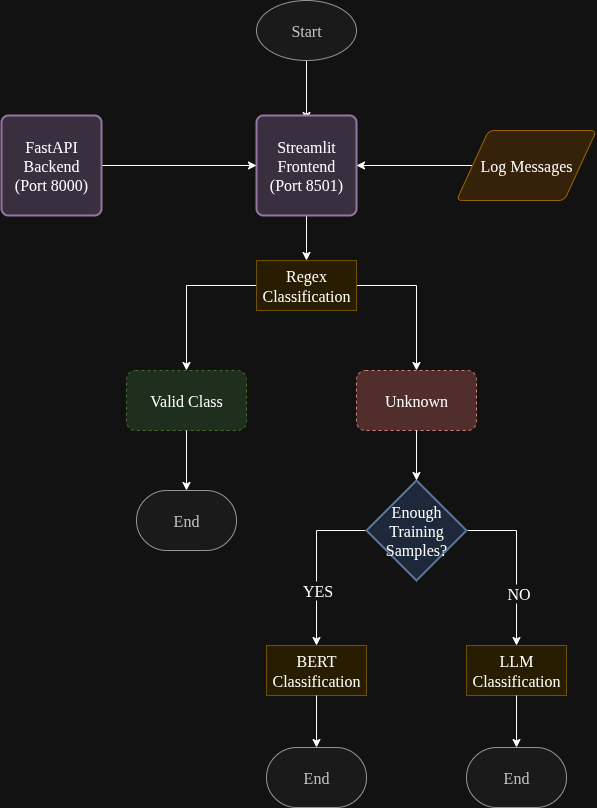 Start
FastAPI
Backend
(Port 8000)
Streamlit
Frontend
(Port 8501)
Log Messages
Regex
Classification
Valid Class
Unknown
End
Enough
Training
Samples?
YES
NO
BERT
Classification
LLM
Classification
End
End